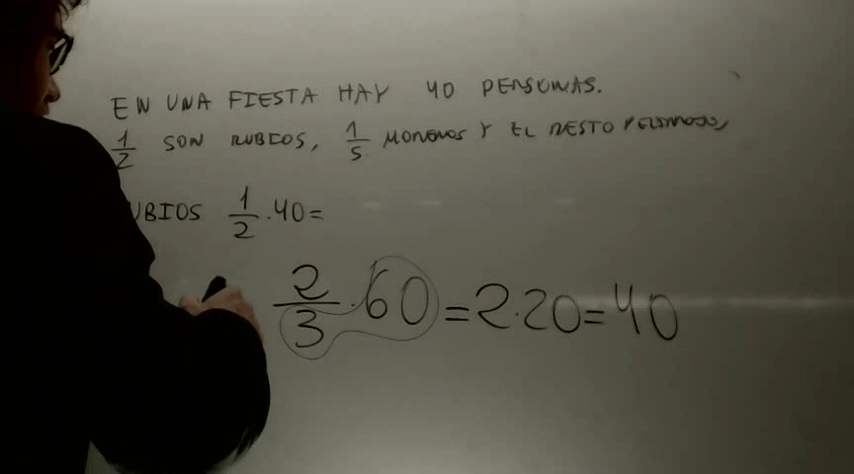 EN UNA FIESTA HAY 40 PERSONAS.
1/2 SON RUBIOS, 1/5 MORENOS Y EL RESTO PELIRROJOS,
UBIOS 1/2 · 40 =
2/3 · 60 = 2 · 20 = 40